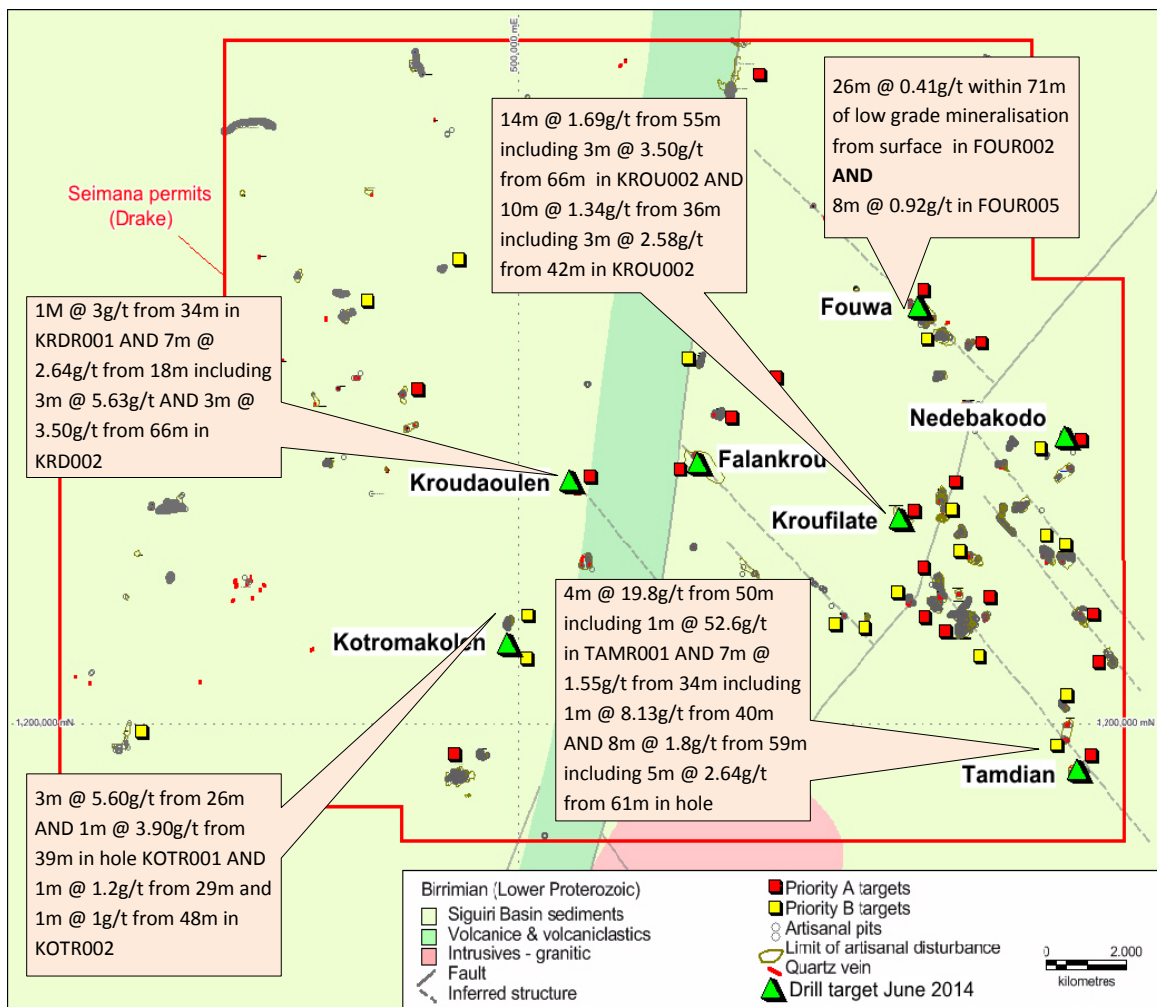 500,000 mE
26m @ 0.41g/t within 71m
of low grade mineralisation
from surface in FOUR002
AND
8m @ 0.92g/t in FOUR005
14m @ 1.69g/t from 55m
including 3m @ 3.50g/t
from 66m in KROU002 AND
10m @ 1.34g/t from 36m
including 3m @ 2.58g/t
from 42m in KROU002
Seimana permits
(Drake)
1M @ 3g/t from 34m in
KRDR001 AND 7m @
2.64g/t from 18m including
3m @ 5.63g/t AND 3m @
3.50g/t from 66m in
KRD002
Fouwa
Nedebakodo
Falankrou
Kroudaoulen
Kroufilate
4m @ 19.8g/t from 50m
including 1m @ 52.6g/t
in TAMR001 AND 7m @
1.55g/t from 34m including
1m @ 8.13g/t from 40m
AND 8m @ 1.8g/t from 59m
including 5m @ 2.64g/t
from 61m in hole
Kotromakolen
1,200,000 mN
1,200,000 mN
Tamdian
3m @ 5.60g/t from 26m
AND 1m @ 3.90g/t from
39m in hole KOTR001 AND
1m @ 1.2g/t from 29m and
1m @ 1g/t from 48m in
KOTR002
Birrimian (Lower Proterozoic)
Siguiri Basin sediments
Volcanice & volcaniclastics
Intrusives - granitic
Fault
Inferred structure
Priority A targets
Priority B targets
Artisanal pits
Limit of artisanal disturbance
Quartz vein
Drill target June 2014
0 2.000
kilometres